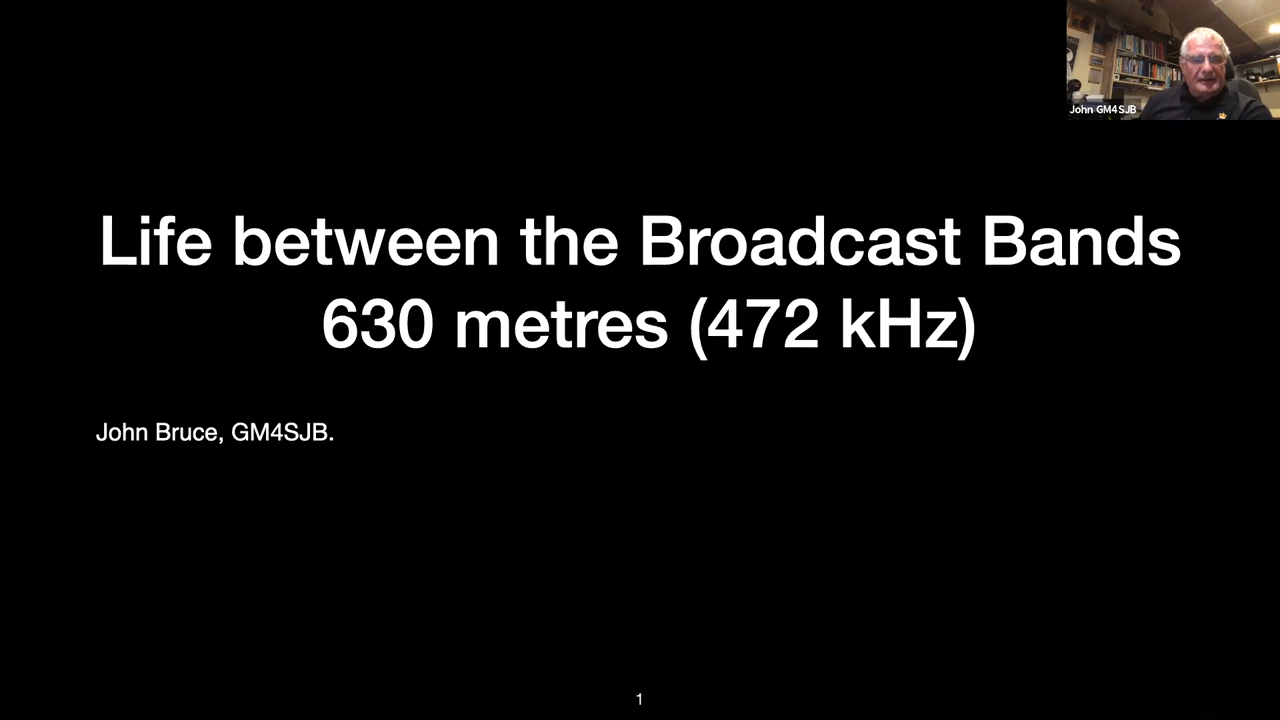 John GM4SJB
Life between the Broadcast Bands
630 metres (472 kHz)
John Bruce, GM4SJB.
1